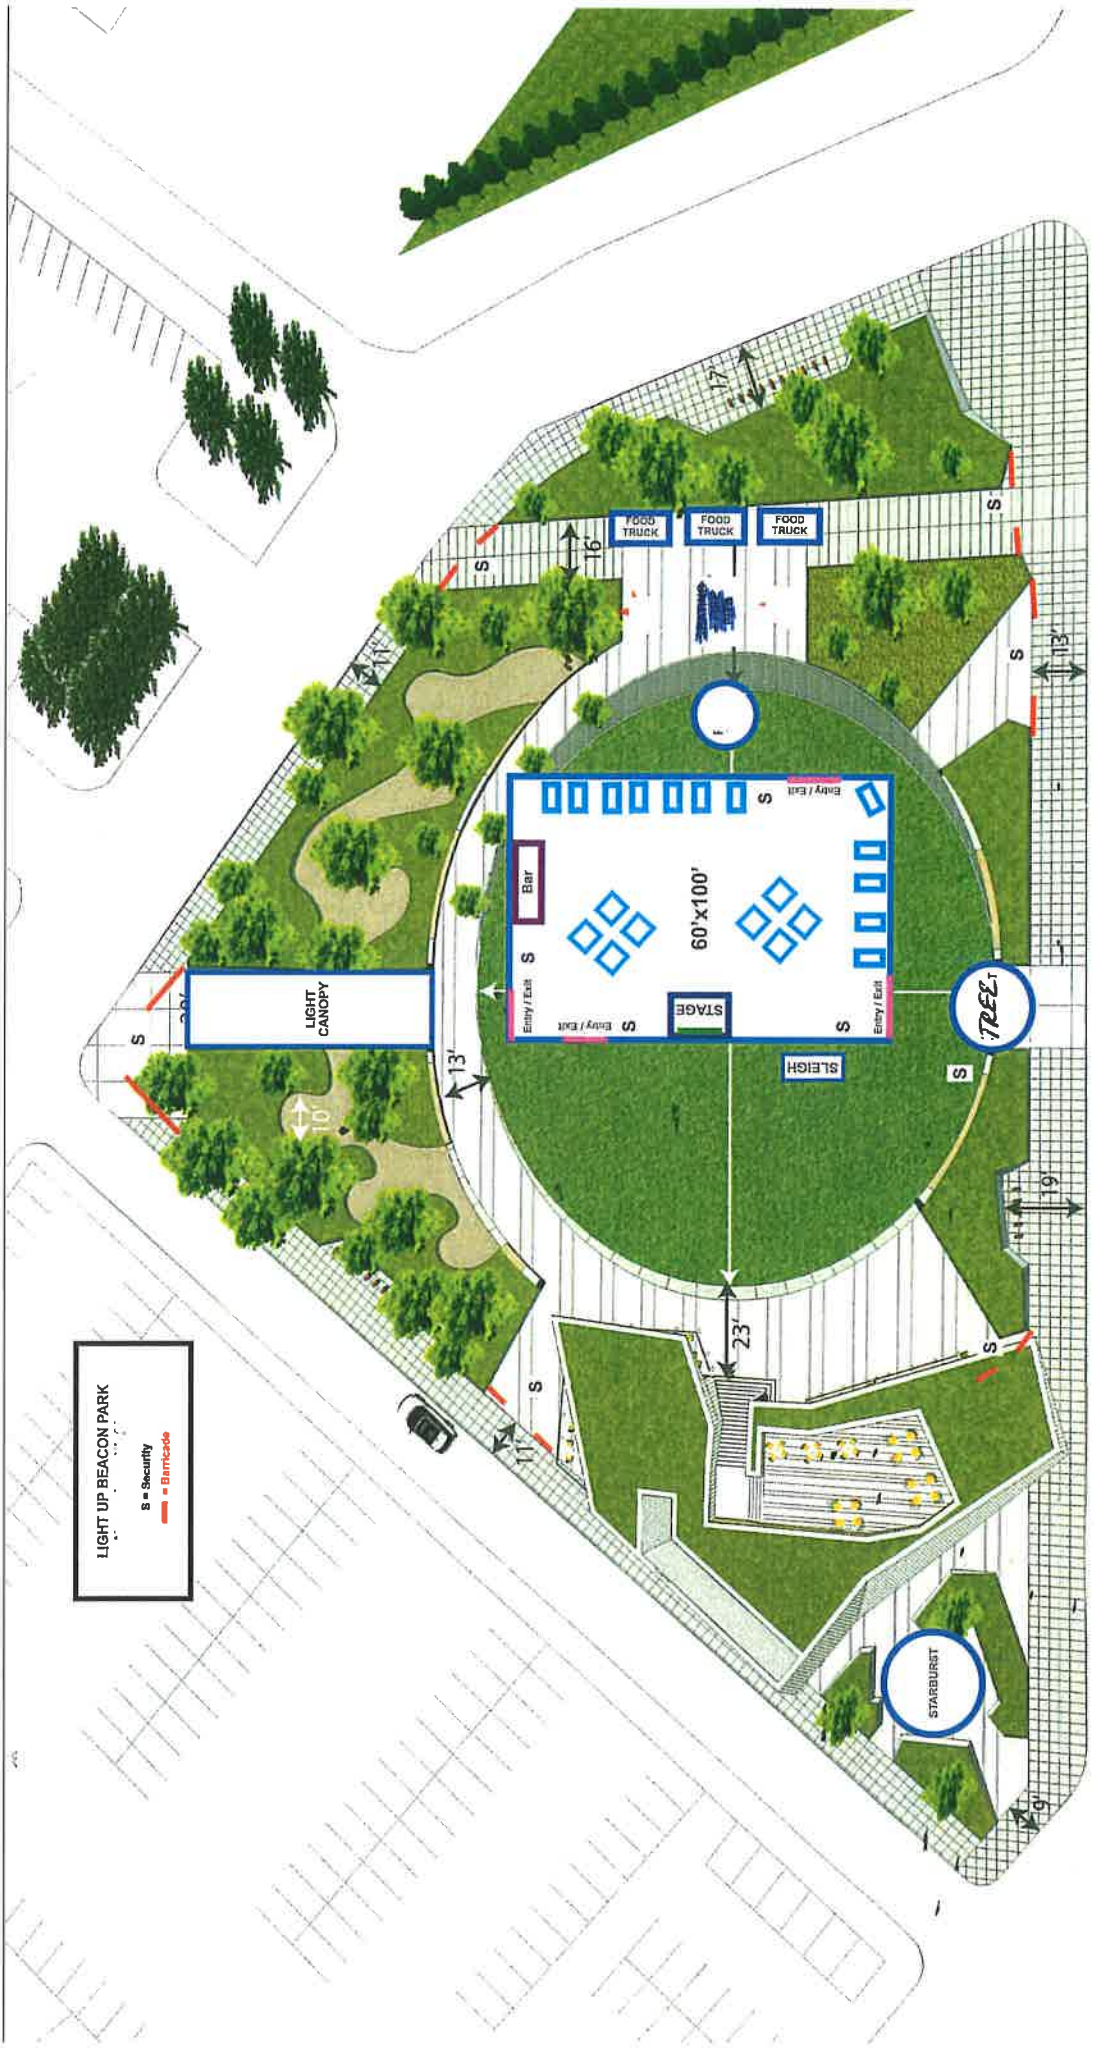 LIGHT UP BEACON PARK
S = Security
= Barricade
17'
FOOD
TRUCK
FOOD
TRUCK
FOOD
TRUCK
S
S
16'
11'
S
13'
Entry / Exit
S
Bar
60'x100'
S
LIGHT
CANOPY
S
Entry / Exit
Entry / Exit
S
STAGE
S
Entry / Exit
TREE
SLEIGH
S
13'
10'
19'
23'
S
S
11'
STARBURST
9'